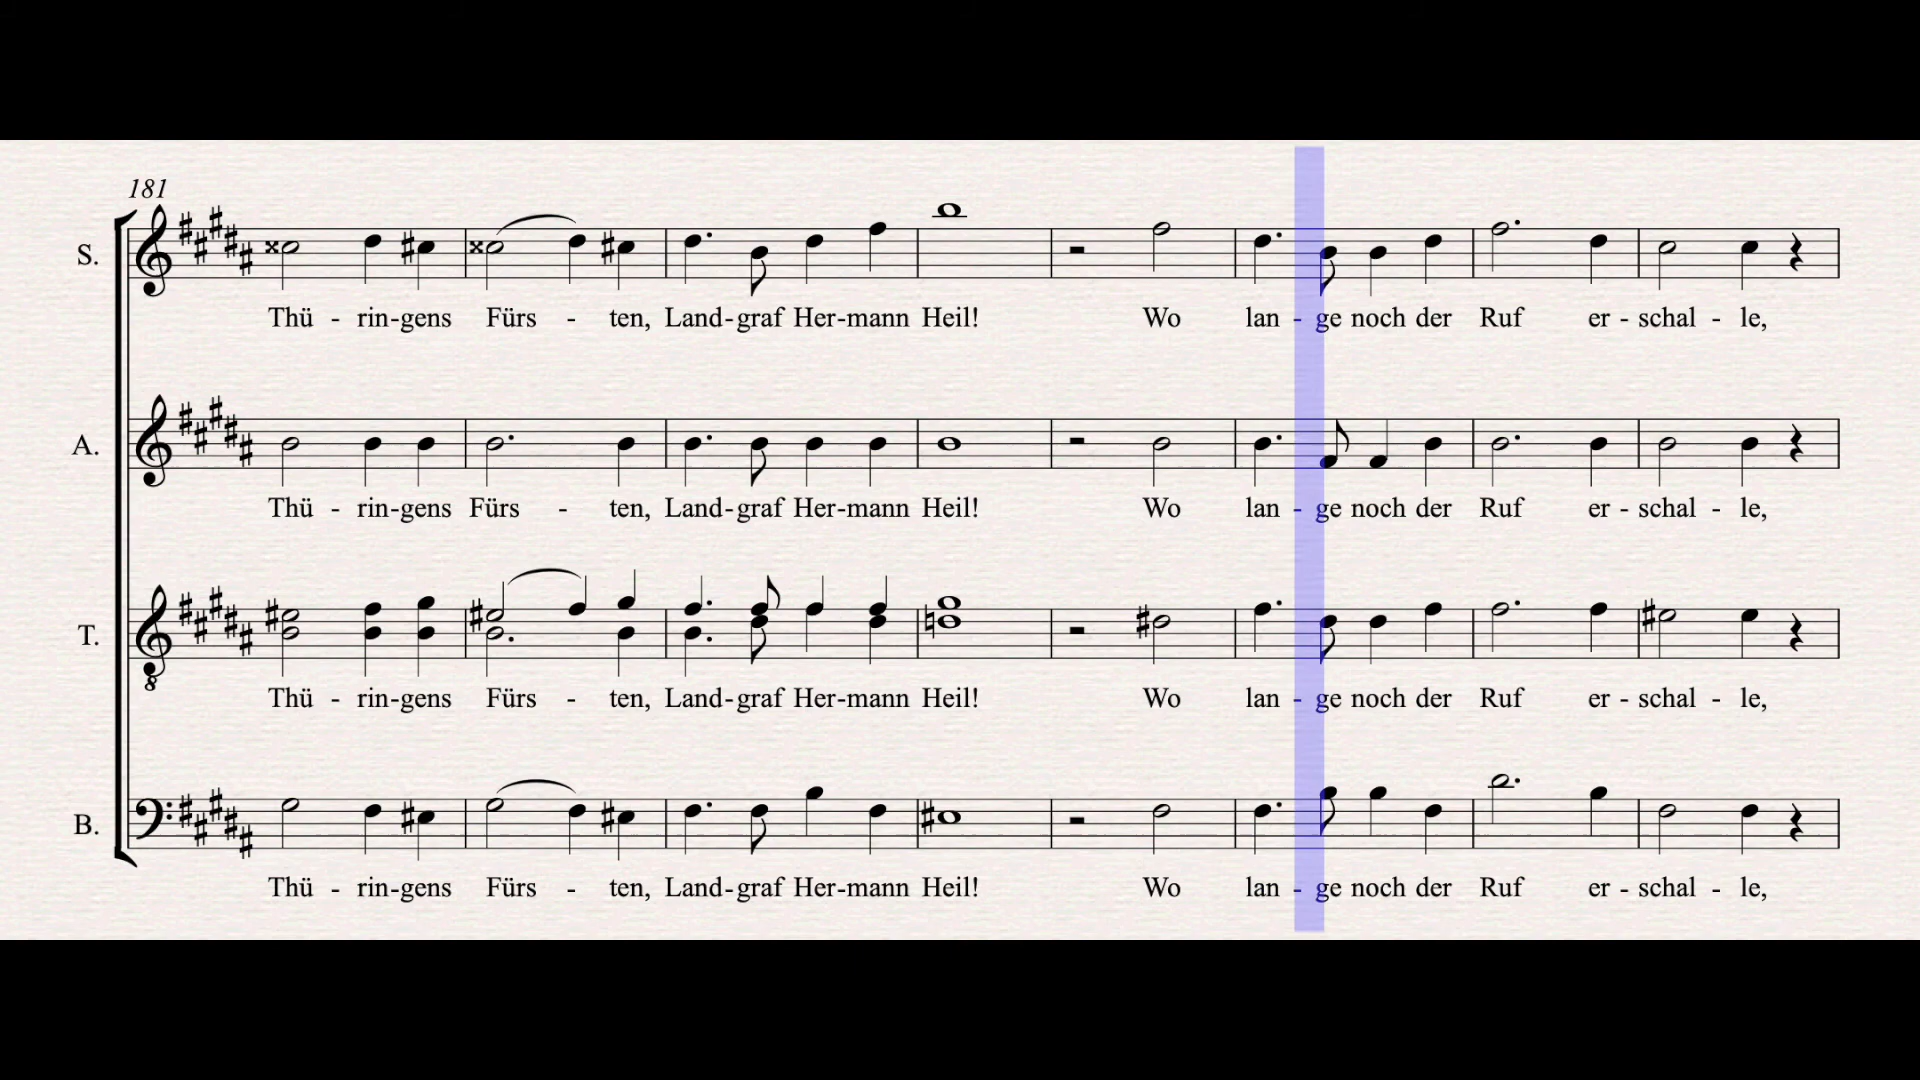 181
S.
Thü - rin-gens Fürs - ten, Land-graf Her-mann Heil! Wo lan - ge noch der Ruf er - schal - le,
A.
Thü - rin-gens Fürs - ten, Land-graf Her-mann Heil! Wo lan - ge noch der Ruf er - schal - le,
T.
8
Thü - rin-gens Fürs - ten, Land-graf Her-mann Heil! Wo lan - ge noch der Ruf er - schal - le,
B.
Thü - rin-gens Fürs - ten, Land-graf Her-mann Heil! Wo lan - ge noch der Ruf er - schal - le,